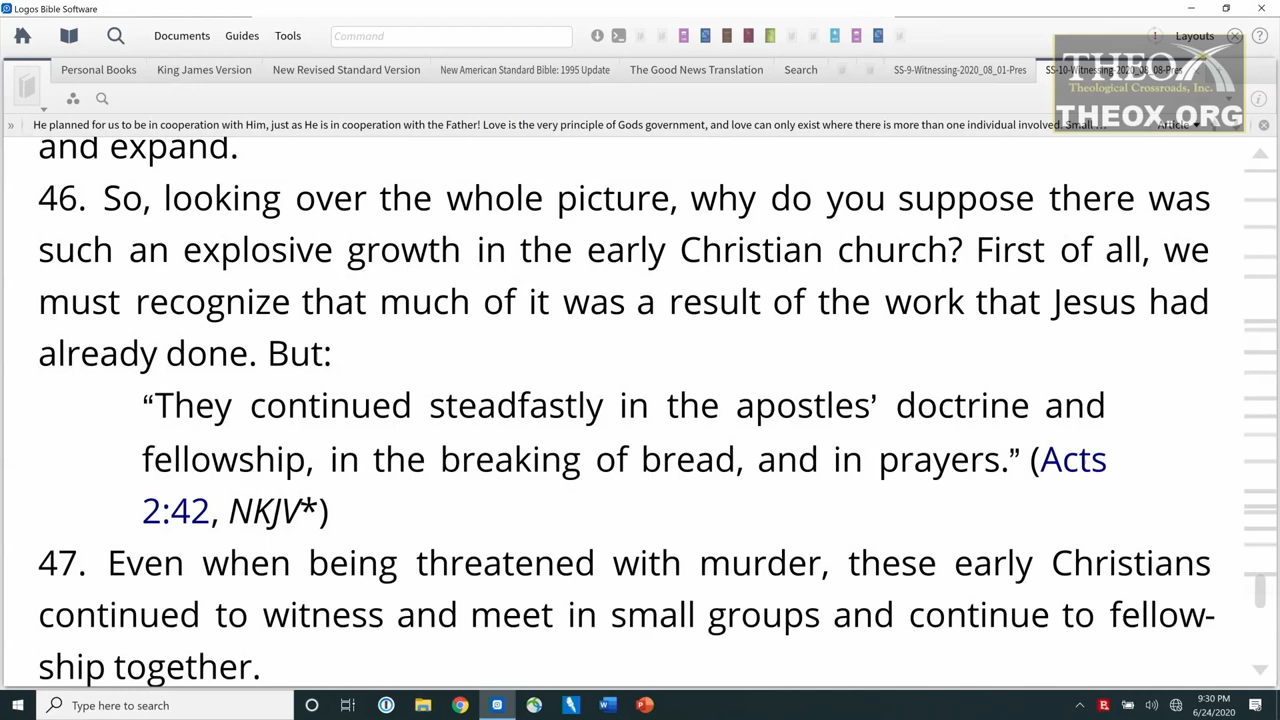 Logos Bible Software
Documents Guides Tools Command Layouts
Personal Books King James Version New Revised Stan The Good News Translation Search SS-9-Witnessing-2020_08_01-Pres
can Standard Bible: 1995 Update
SS-10-Witnessing-2020_08_08-Pres
THEOX
Theological Crossroads, Inc.
THEOX.ORG
» He planned for us to be in cooperation with Him, just as He is in cooperation with the Father! Love is the very principle of Gods government, and love can only exist where there is more than one individual involved. Small ... Article
and expand.
46. So, looking over the whole picture, why do you suppose there was
such an explosive growth in the early Christian church? First of all, we
must recognize that much of it was a result of the work that Jesus had
already done. But:
“They continued steadfastly in the apostles’ doctrine and
fellowship, in the breaking of bread, and in prayers.” (Acts
2:42, NKJV*)
47. Even when being threatened with murder, these early Christians
continued to witness and meet in small groups and continue to fellow-
ship together.
Type here to search
9:30 PM
6/24/2020